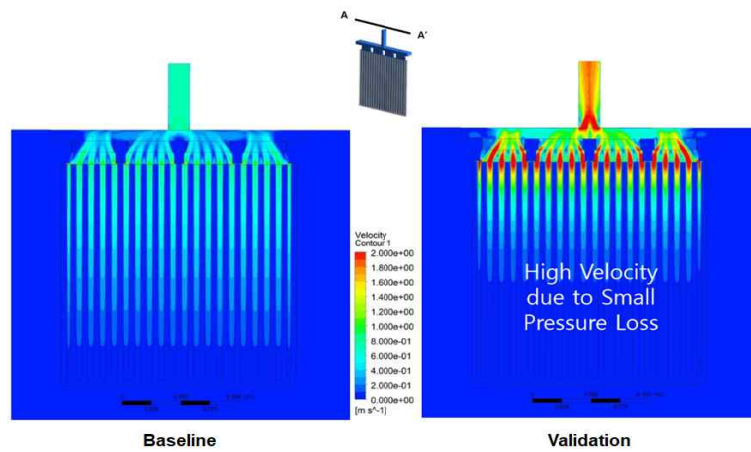 A
A'
Velocity
Contour 1
2.000e+00
1.800e+00
1.600e+00
1.400e+00
1.200e+00
1.000e+00
8.000e-01
6.000e-01
4.000e-01
2.000e-01
0.000e+00
[m s^-1]
High Velocity
due to Small
Pressure Loss
Baseline
Validation